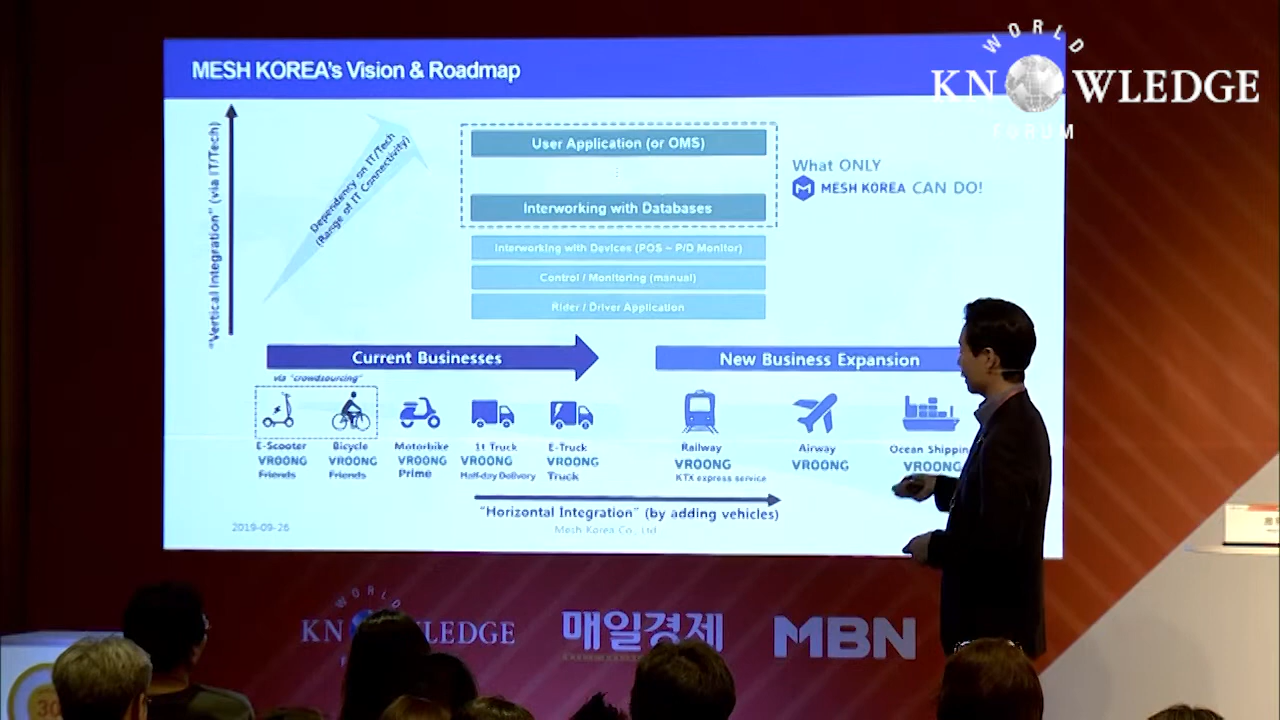 WORLD
KNOWLEDGE
FORUM
MESH KOREA's Vision & Roadmap
"Vertical Integration" (via IT/Tech)
Dependency on IT/Tech
(Range of IT Connectivity)
User Application (or OMS)
Interworking with Databases
What ONLY
MESH KOREA CAN DO!
Interworking with Devices (POS ~ P/D Monitor)
Control / Monitoring (manual)
Rider / Driver Application
Current Businesses
New Business Expansion
via "crowdsourcing"
E-Scooter
VROONG
Friends
Bicycle
VROONG
Friends
Motorbike
VROONG
Prime
1t Truck
VROONG
Half-day Delivery
E-Truck
VROONG
Truck
Railway
VROONG
KTX express service
Airway
VROONG
Ocean Shippin
VROONG
"Horizontal Integration" (by adding vehicles)
2019-09-26
Mesh Korea Co., Ltd
WORLD
KNOWLEDGE
매일경제
MBN
30